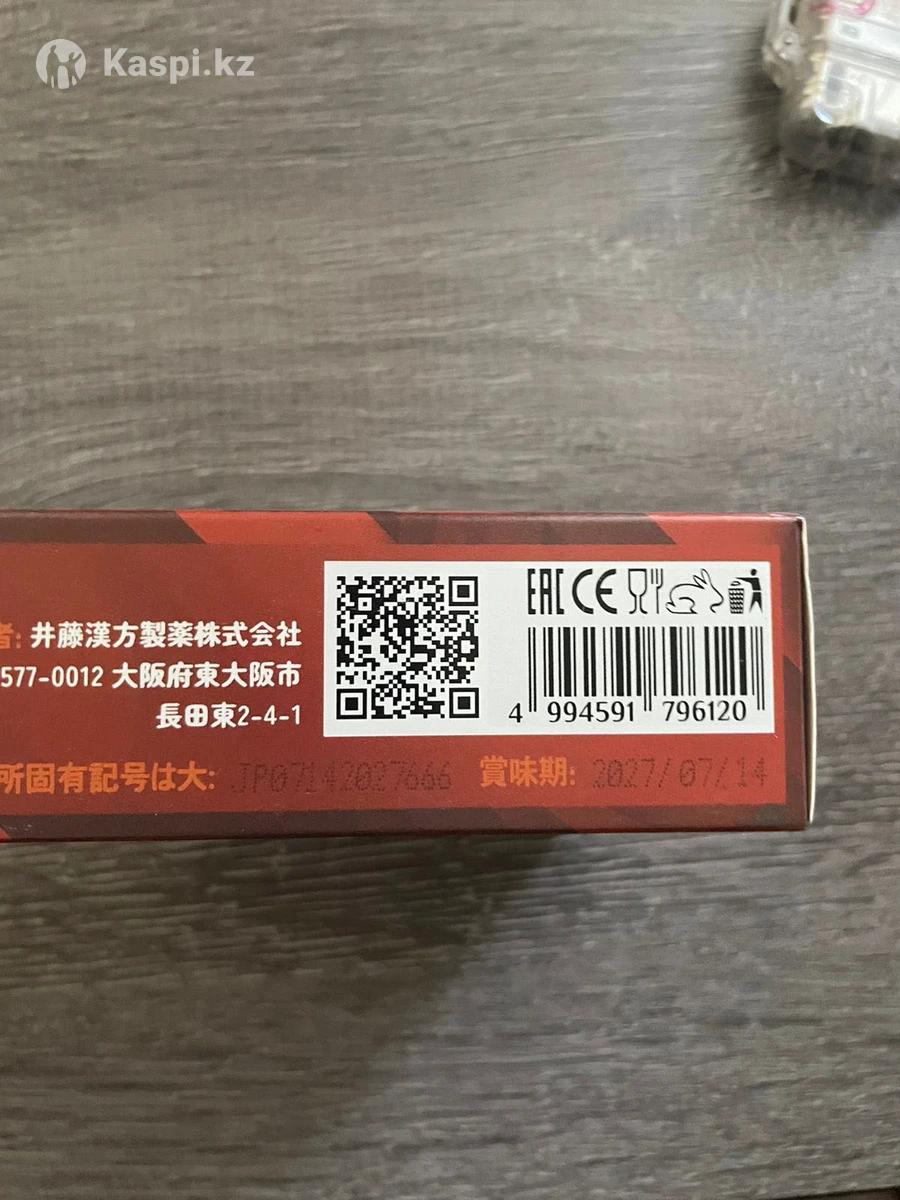 Kaspi.kz
EAC CE
者: 井藤漢方製薬株式会社
577-0012 大阪府東大阪市
長田東2-4-1
4 994591 796120
所固有記号は大: JP07142027666 賞味期: 2027/07/14